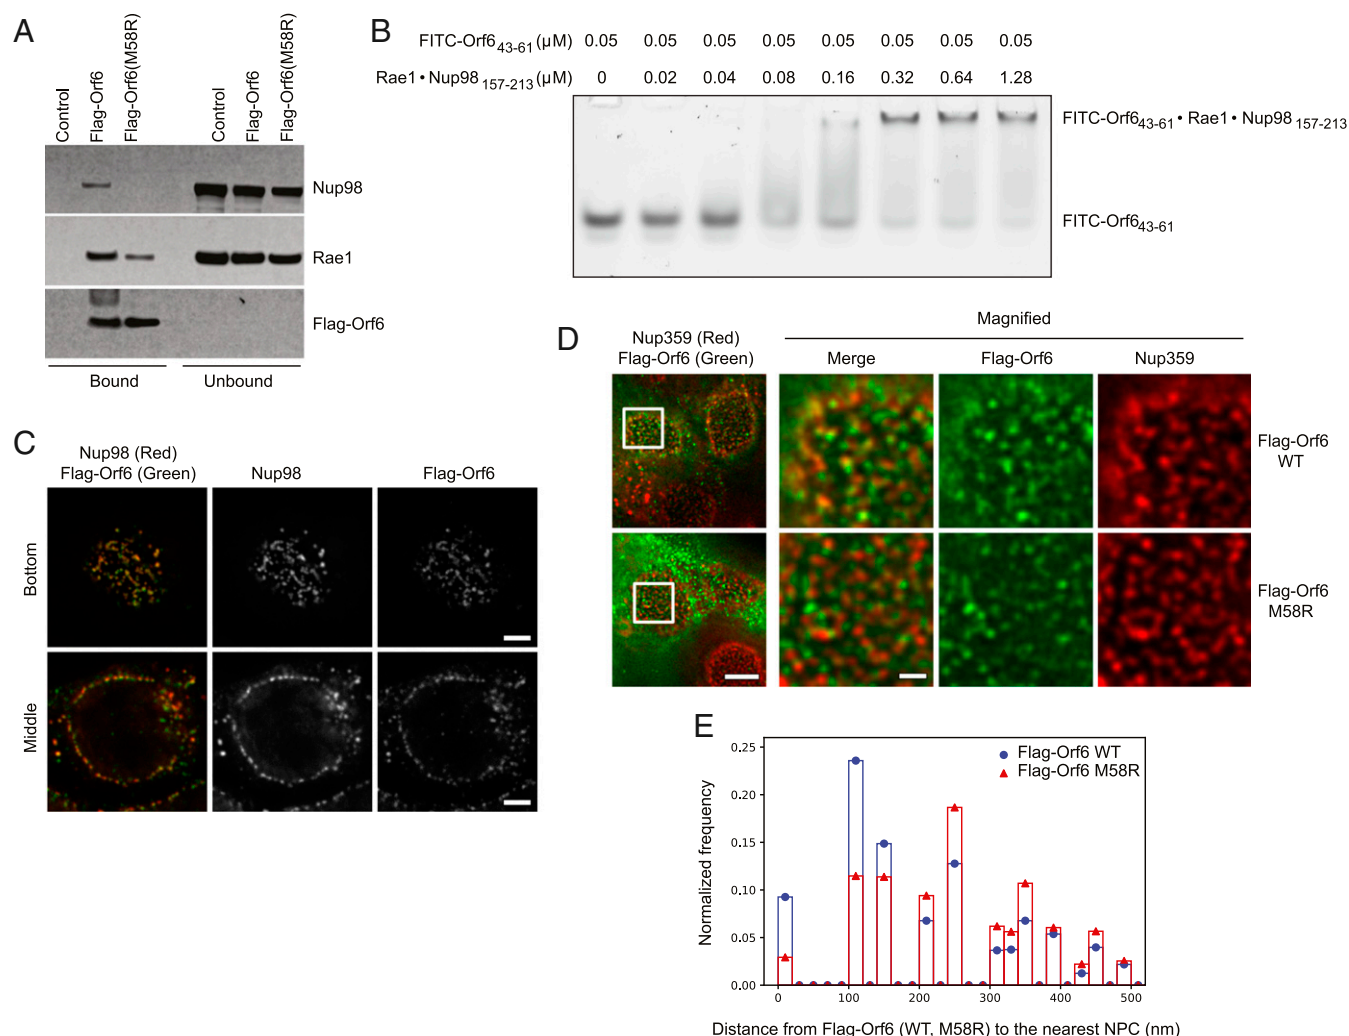 A
Control
Flag-Orf6
Flag-Orf6(M58R)
Control
Flag-Orf6
Flag-Orf6(M58R)
Nup98
Rae1
Flag-Orf6
Bound
Unbound
B
FITC-Orf6 43-61 (μM) 0.05 0.05 0.05 0.05 0.05 0.05 0.05 0.05
Rae1•Nup98 157-213 (μM) 0 0.02 0.04 0.08 0.16 0.32 0.64 1.28
FITC-Orf6 43-61 • Rae1 • Nup98 157-213
FITC-Orf6 43-61
C
Nup98 (Red)
Flag-Orf6 (Green)
Nup98
Flag-Orf6
Bottom
Middle
D
Nup359 (Red)
Flag-Orf6 (Green)
Magnified
Merge
Flag-Orf6
Nup359
Flag-Orf6
WT
Flag-Orf6
M58R
E
Flag-Orf6 WT
Flag-Orf6 M58R
Normalized frequency
0.25
0.20
0.15
0.10
0.05
0.00
0 100 200 300 400 500
Distance from Flag-Orf6 (WT, M58R) to the nearest NPC (nm)